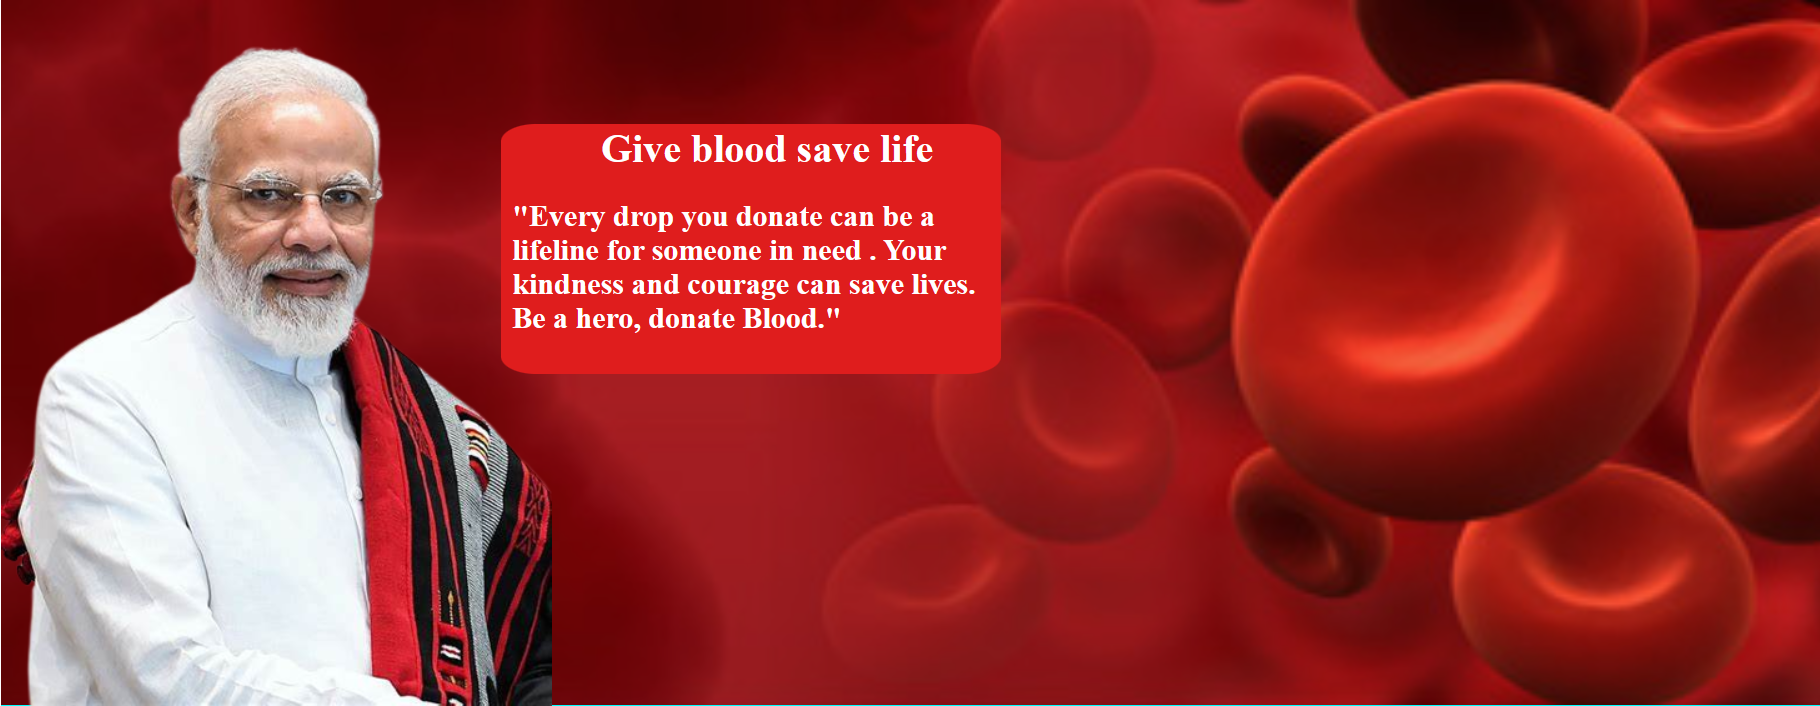 Give blood save life
"Every drop you donate can be a
lifeline for someone in need . Your
kindness and courage can save lives.
Be a hero, donate Blood."